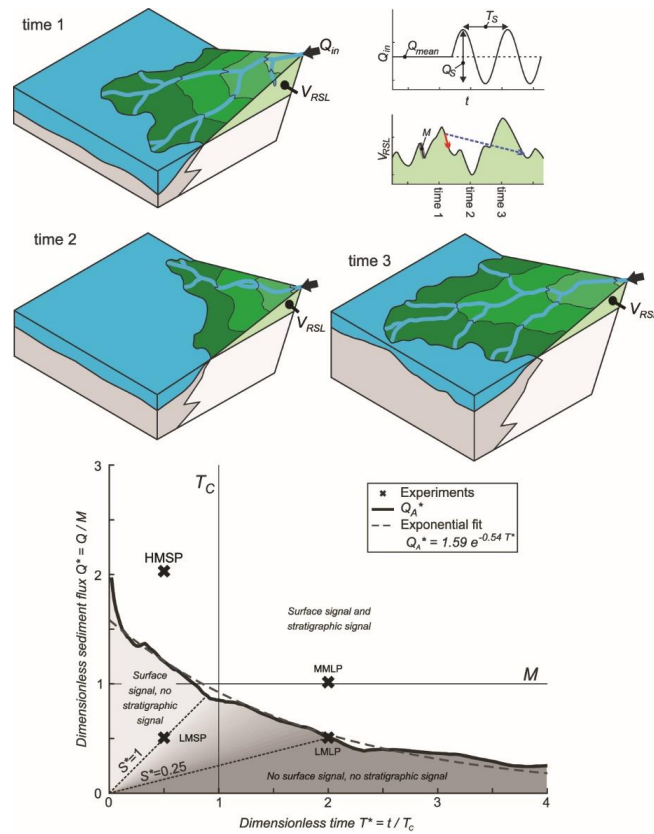 time 1
Q_in
V_RSL
Q_in
Q_mean
T_S
Q_S
t
V_RSL
M
time 1
time 2
time 3
time 2
V_RSL
time 3
V_RSL
Dimensionless sediment flux Q* = Q / M
3
2
1
0
T_C
HMSP
Experiments
Q_A*
Exponential fit
Q_A* = 1.59 e^-0.54 T*
Surface signal and
stratigraphic signal
MMLP
M
Surface
signal, no
stratigraphic
signal
LMSP
LMLP
S*=1
S*=0.25
No surface signal, no stratigraphic signal
0
1
2
3
4
Dimensionless time T* = t / T_c